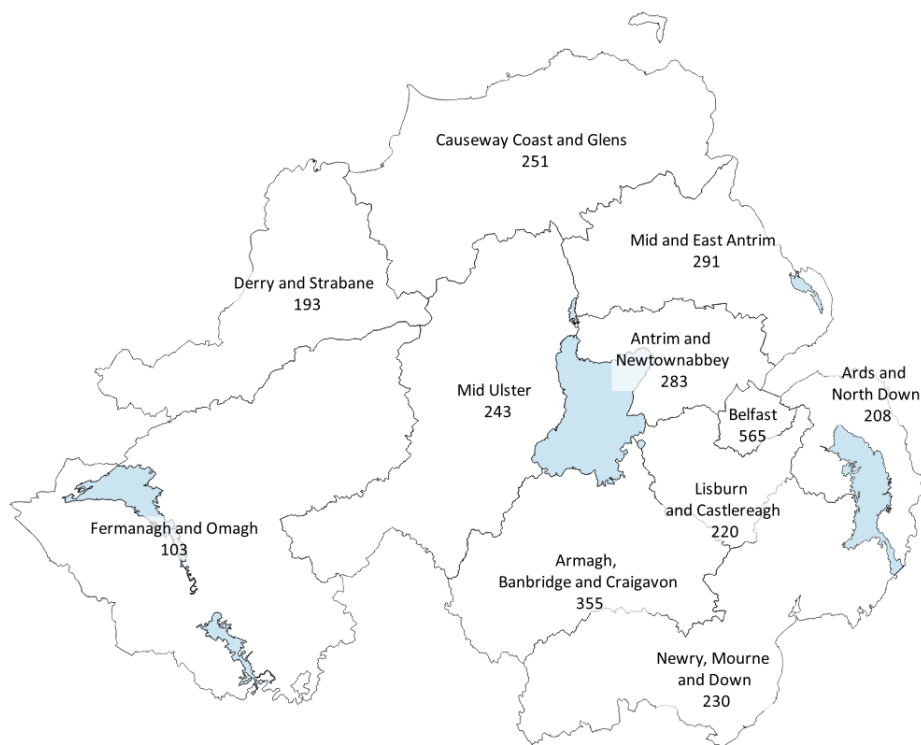 Causeway Coast and Glens
251
Mid and East Antrim
291
Derry and Strabane
193
Antrim and
Newtownabbey
283
Ards and
North Down
208
Mid Ulster
243
Belfast
565
Lisburn
and Castlereagh
220
Fermanagh and Omagh
103
Armagh,
Banbridge and Craigavon
355
Newry, Mourne
and Down
230